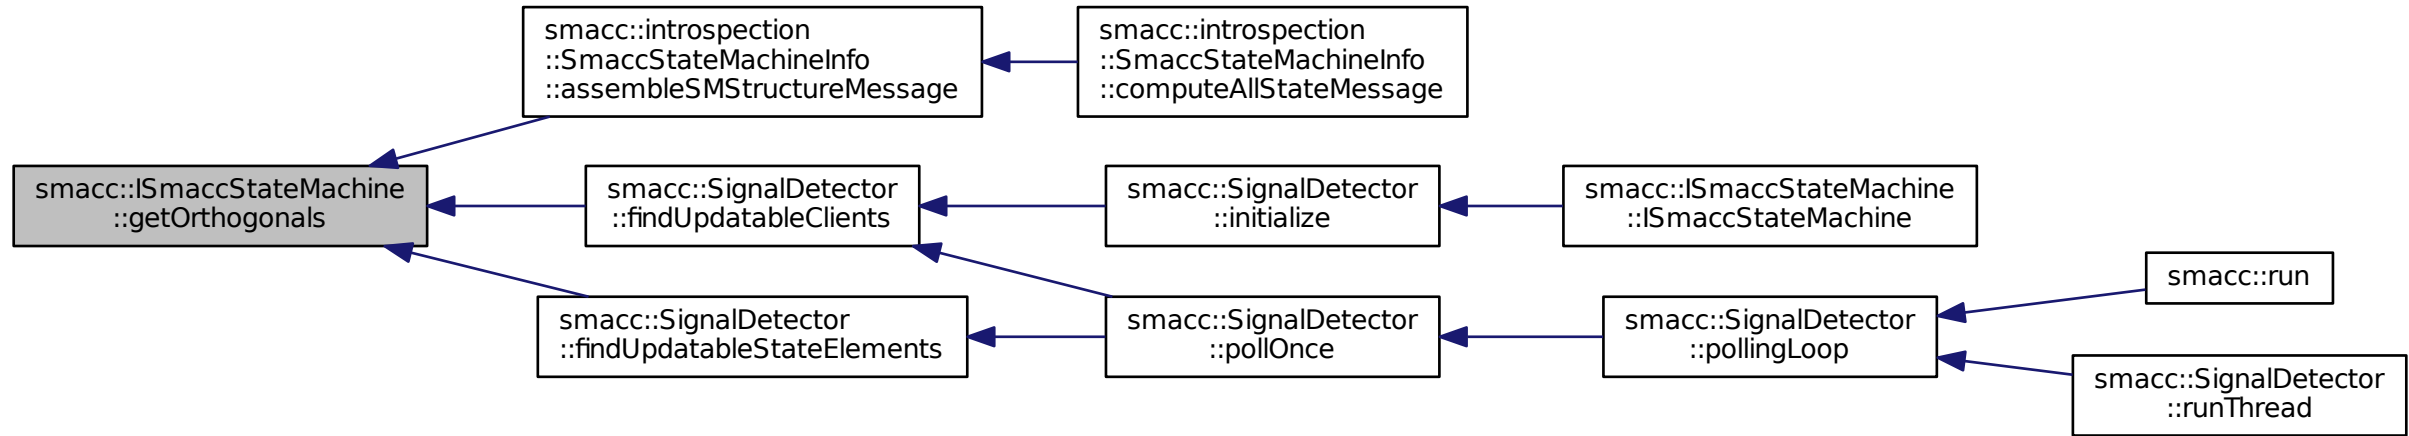 smacc::introspection
::SmaccStateMachineInfo
::assembleSMStructureMessage
smacc::introspection
::SmaccStateMachineInfo
::computeAllStateMessage
smacc::ISmaccStateMachine
::getOrthogonals
smacc::SignalDetector
::findUpdatableClients
smacc::SignalDetector
::initialize
smacc::ISmaccStateMachine
::ISmaccStateMachine
smacc::run
smacc::SignalDetector
::findUpdatableStateElements
smacc::SignalDetector
::pollOnce
smacc::SignalDetector
::pollingLoop
smacc::SignalDetector
::runThread